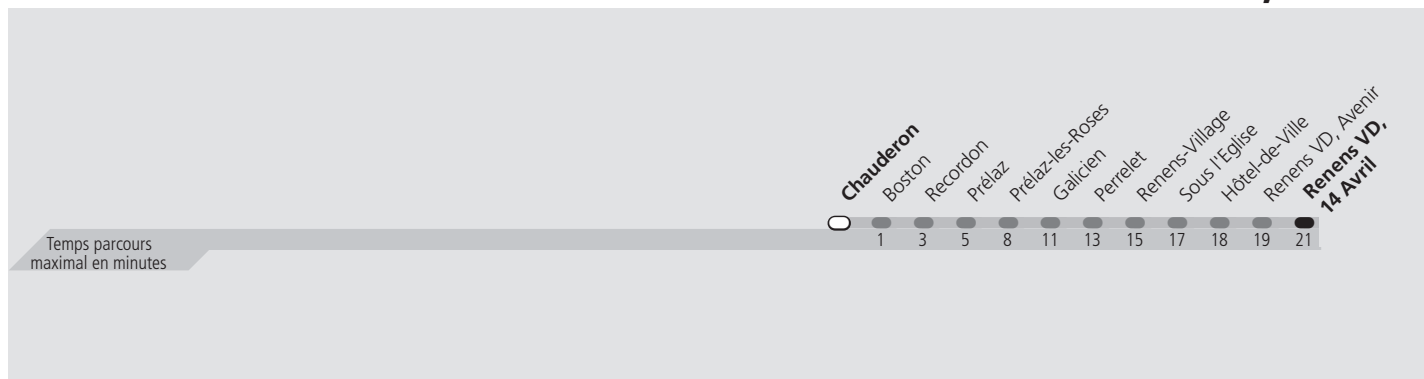 Chauderon
Boston
Recordon
Prélaz
Prélaz-les-Roses
Galicien
Perrelet
Renens-Village
Sous l'Eglise
Hôtel-de-Ville
Renens VD, Avenir
Renens VD,
14 Avril
1 3 5 8 11 13 15 17 18 19 21
Temps parcours
maximal en minutes